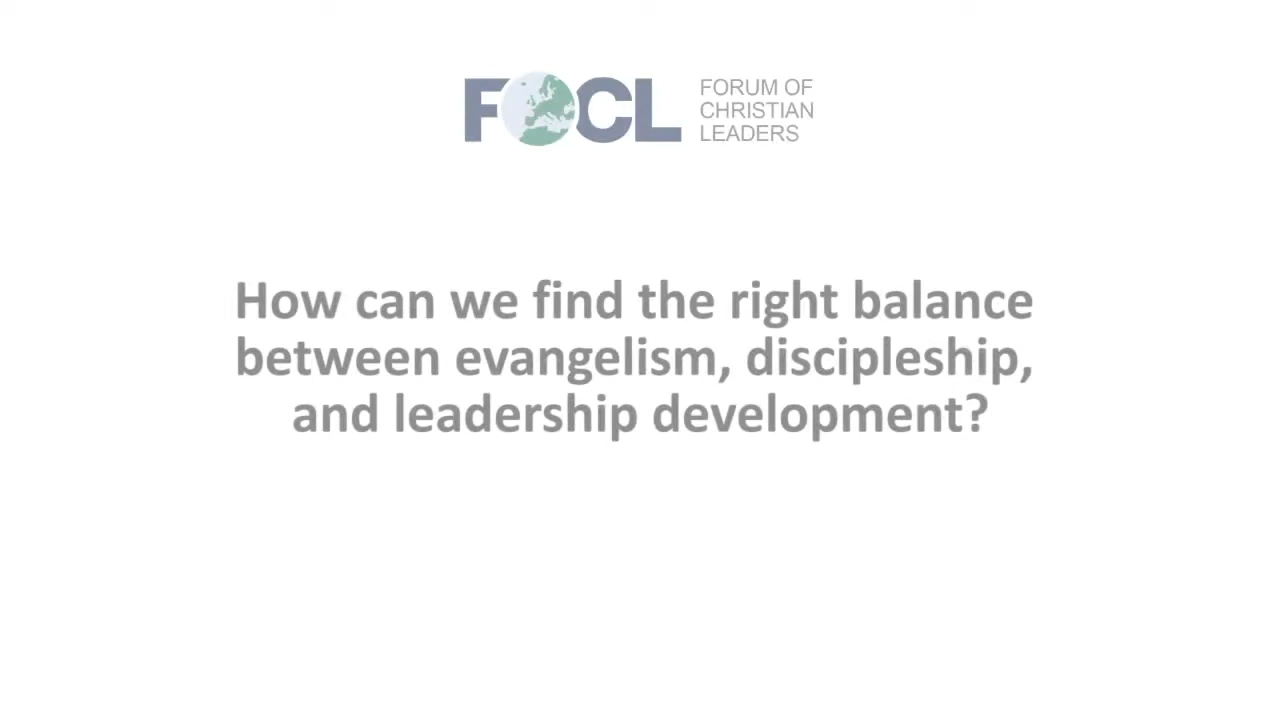 FOCL
FORUM OF
CHRISTIAN
LEADERS
How can we find the right balance
between evangelism, discipleship,
and leadership development?